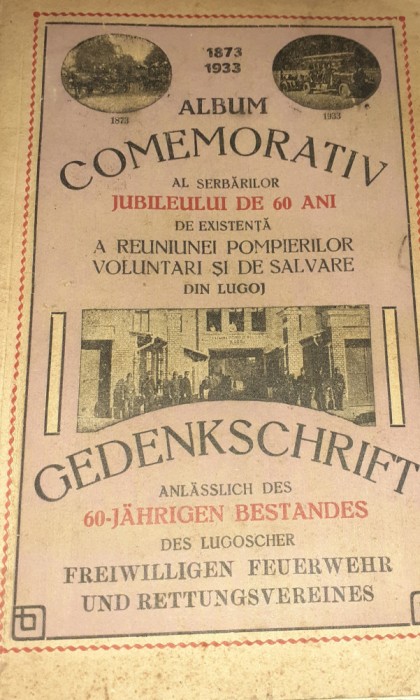 1873
1933
1873
1933
ALBUM
COMEMORATIV
AL SERBĂRILOR
JUBILEULUI DE 60 ANI
DE EXISTENȚĂ
A REUNIUNEI POMPIERILOR
VOLUNTARI ȘI DE SALVARE
DIN LUGOJ
GEDENKSCHRIFT
ANLÄSSLICH DES
60-JÄHRIGEN BESTANDES
DES LUGOSCHER
FREIWILLIGEN FEUERWEHR
UND RETTUNGSVEREINES